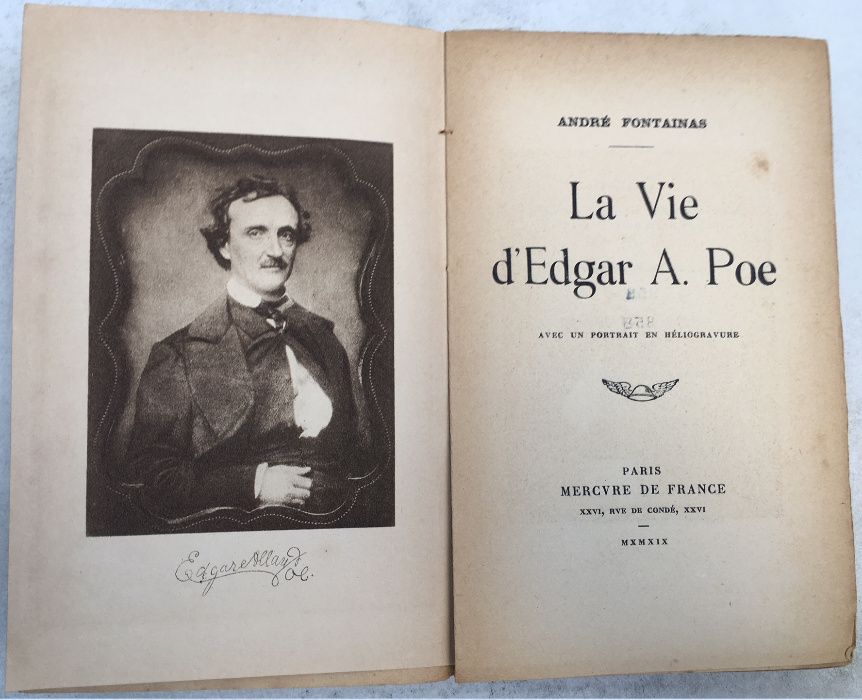 Edgar Allan Poe.
ANDRÉ FONTAINAS
La Vie
d'Edgar A. Poe
AVEC UN PORTRAIT EN HÉLIOGRAVURE
PARIS
MERCVRE DE FRANCE
XXVI, RVE DE CONDÉ, XXVI
MXMXIX